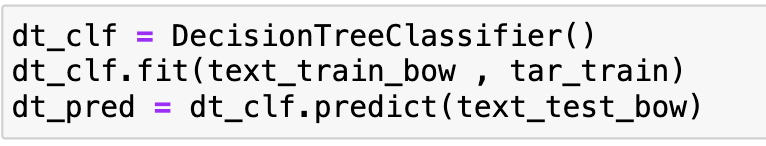 dt_clf = DecisionTreeClassifier()
dt_clf.fit(text_train_bow , tar_train)
dt_pred = dt_clf.predict(text_test_bow)